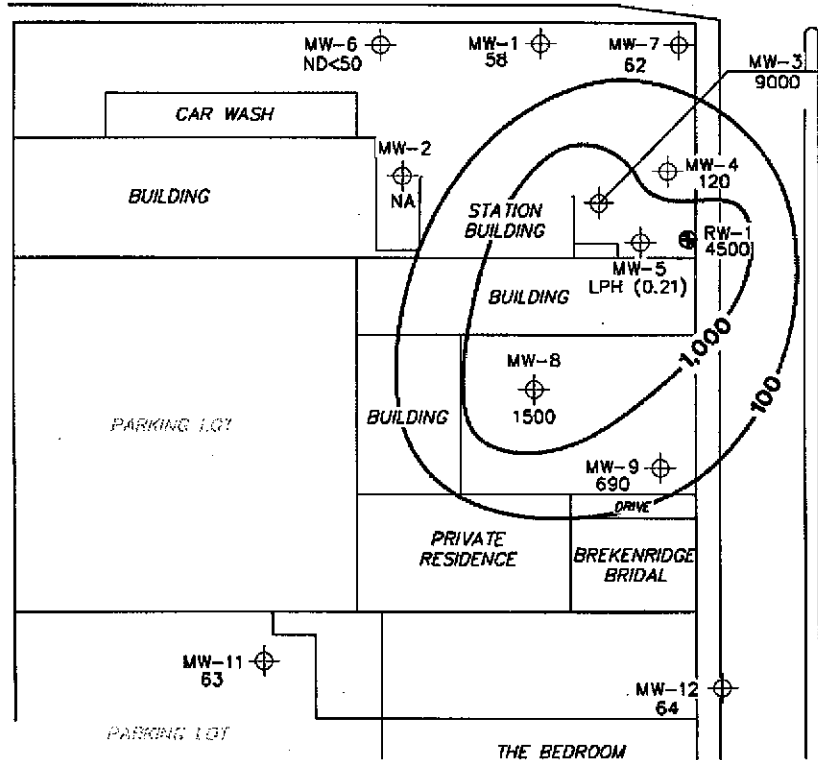 MW-6
ND<50
MW-1
58
MW-7
62
MW-3
9000
CAR WASH
MW-2
NA
BUILDING
STATION
BUILDING
MW-4
120
RW-1
4500
MW-5
LPH (0.21)
BUILDING
1,000
100
MW-8
1500
PARKING LOT
BUILDING
MW-9
690
DRIVE
PRIVATE
RESIDENCE
BREKENRIDGE
BRIDAL
MW-11
63
MW-12
64
PARKING LOT
THE BEDROOM